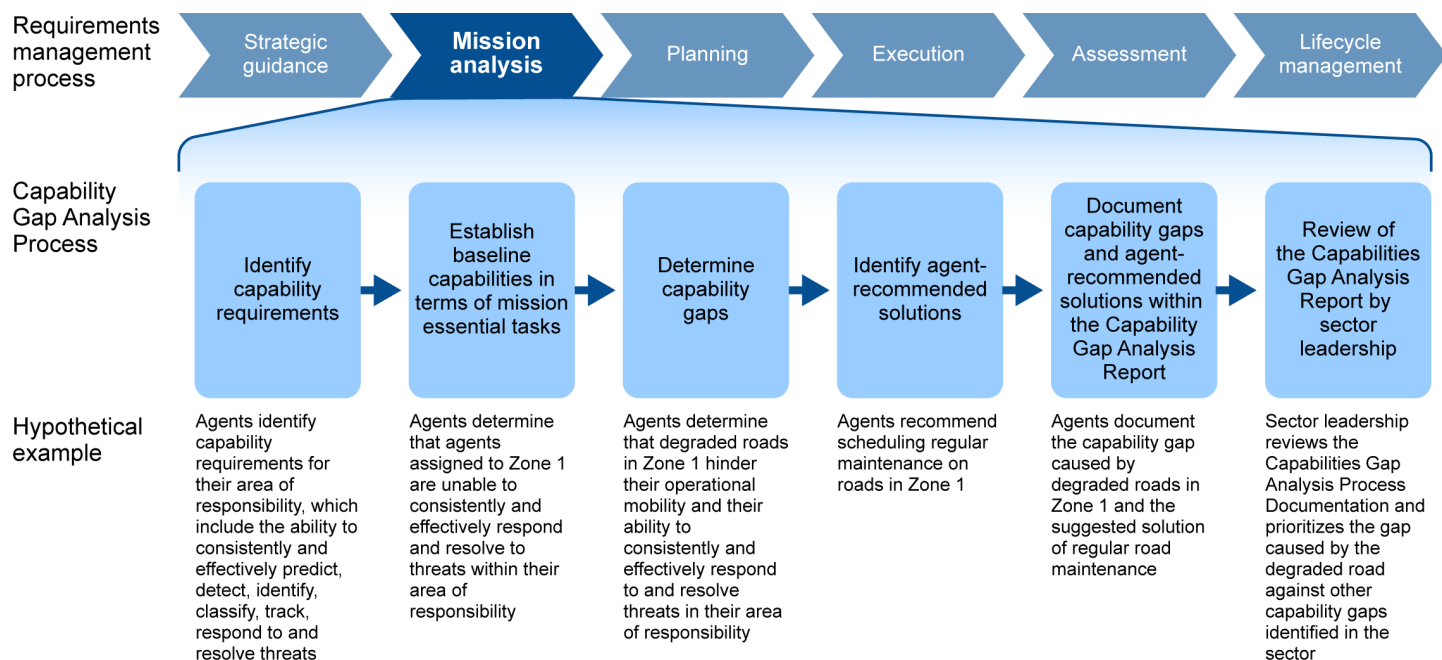 Requirements
management
process
Strategic
guidance
Mission
analysis
Planning
Execution
Assessment
Lifecycle
management
Capability
Gap Analysis
Process
Identify
capability
requirements
Establish
baseline
capabilities in
terms of mission
essential tasks
Determine
capability
gaps
Identify agent-
recommended
solutions
Document
capability gaps
and agent-
recommended
solutions within
the Capability
Gap Analysis
Report
Review of
the Capabilities
Gap Analysis
Report by
sector
leadership
Hypothetical
example
Agents identify
capability
requirements for
their area of
responsibility, which
include the ability to
consistently and
effectively predict,
detect, identify,
classify, track,
respond to and
resolve threats
Agents determine
that agents
assigned to Zone 1
are unable to
consistently and
effectively respond
and resolve to
threats within their
area of
responsibility
Agents determine
that degraded roads
in Zone 1 hinder
their operational
mobility and their
ability to
consistently and
effectively respond
to and resolve
threats in their area
of responsibility
Agents recommend
scheduling regular
maintenance on
roads in Zone 1
Agents document
the capability gap
caused by
degraded roads in
Zone 1 and the
suggested solution
of regular road
maintenance
Sector leadership
reviews the
Capabilities Gap
Analysis Process
Documentation and
prioritizes the gap
caused by the
degraded road
against other
capability gaps
identified in the
sector